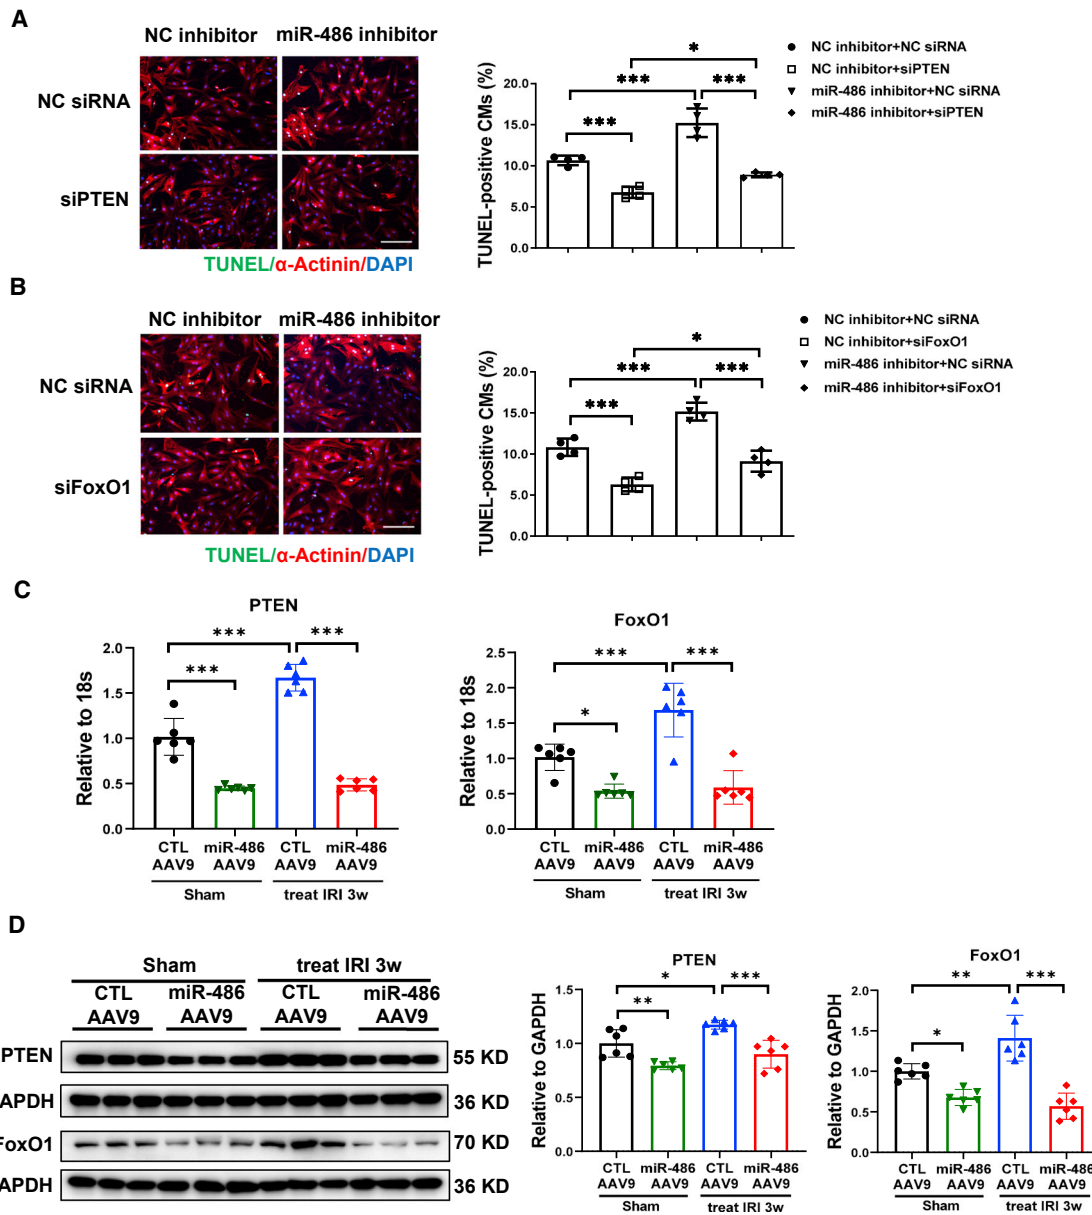 A
NC inhibitor miR-486 inhibitor
NC siRNA
siPTEN
TUNEL/α-Actinin/DAPI
TUNEL-positive CMs (%)
20.0
15.0
10.0
5.0
0.0
***
***
***
*
NC inhibitor+NC siRNA
NC inhibitor+siPTEN
miR-486 inhibitor+NC siRNA
miR-486 inhibitor+siPTEN
B
NC inhibitor miR-486 inhibitor
NC siRNA
siFoxO1
TUNEL/α-Actinin/DAPI
TUNEL-positive CMs (%)
20.0
15.0
10.0
5.0
0.0
***
***
***
*
NC inhibitor+NC siRNA
NC inhibitor+siFoxO1
miR-486 inhibitor+NC siRNA
miR-486 inhibitor+siFoxO1
C
PTEN
Relative to 18s
2.0
1.5
1.0
0.5
0.0
***
***
***
CTL miR-486 CTL miR-486
AAV9 AAV9 AAV9 AAV9
Sham treat IRI 3w
FoxO1
Relative to 18s
2.5
2.0
1.5
1.0
0.5
0.0
*
***
***
CTL miR-486 CTL miR-486
AAV9 AAV9 AAV9 AAV9
Sham treat IRI 3w
D
Sham treat IRI 3w
CTL miR-486 CTL miR-486
AAV9 AAV9 AAV9 AAV9
PTEN 55 KD
APDH 36 KD
FoxO1 70 KD
APDH 36 KD
PTEN
Relative to GAPDH
1.5
1.0
0.5
0.0
**
*
***
CTL miR-486 CTL miR-486
AAV9 AAV9 AAV9 AAV9
Sham treat IRI 3w
FoxO1
Relative to GAPDH
2.0
1.5
1.0
0.5
0.0
*
**
***
CTL miR-486 CTL miR-486
AAV9 AAV9 AAV9 AAV9
Sham treat IRI 3w